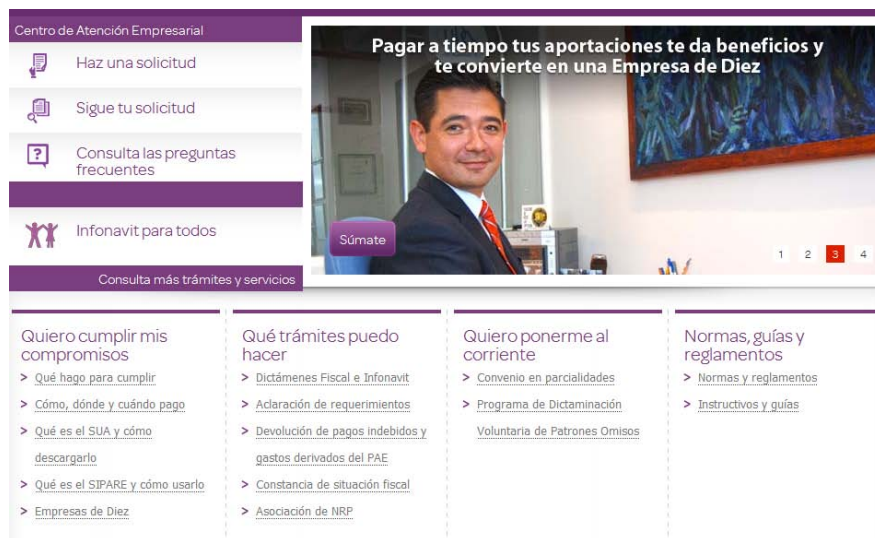 Centro de Atención Empresarial
Haz una solicitud
Sigue tu solicitud
Consulta las preguntas
frecuentes
Infonavit para todos
Consulta más trámites y servicios
Pagar a tiempo tus aportaciones te da beneficios y
te convierte en una Empresa de Diez
Súmate
1 2 3 4
Quiero cumplir mis
compromisos
> Qué hago para cumplir
> Cómo, dónde y cuándo pago
> Qué es el SUA y cómo
descargarlo
> Qué es el SIPARE y cómo usarlo
> Empresas de Diez
Qué trámites puedo
hacer
> Dictámenes Fiscal e Infonavit
> Aclaración de requerimientos
> Devolución de pagos indebidos y
gastos derivados del PAE
> Constancia de situación fiscal
> Asociación de NRP
Quiero ponerme al
corriente
> Convenio en parcialidades
> Programa de Dictaminación
Voluntaria de Patrones Omisos
Normas, guías y
reglamentos
> Normas y reglamentos
> Instructivos y guías